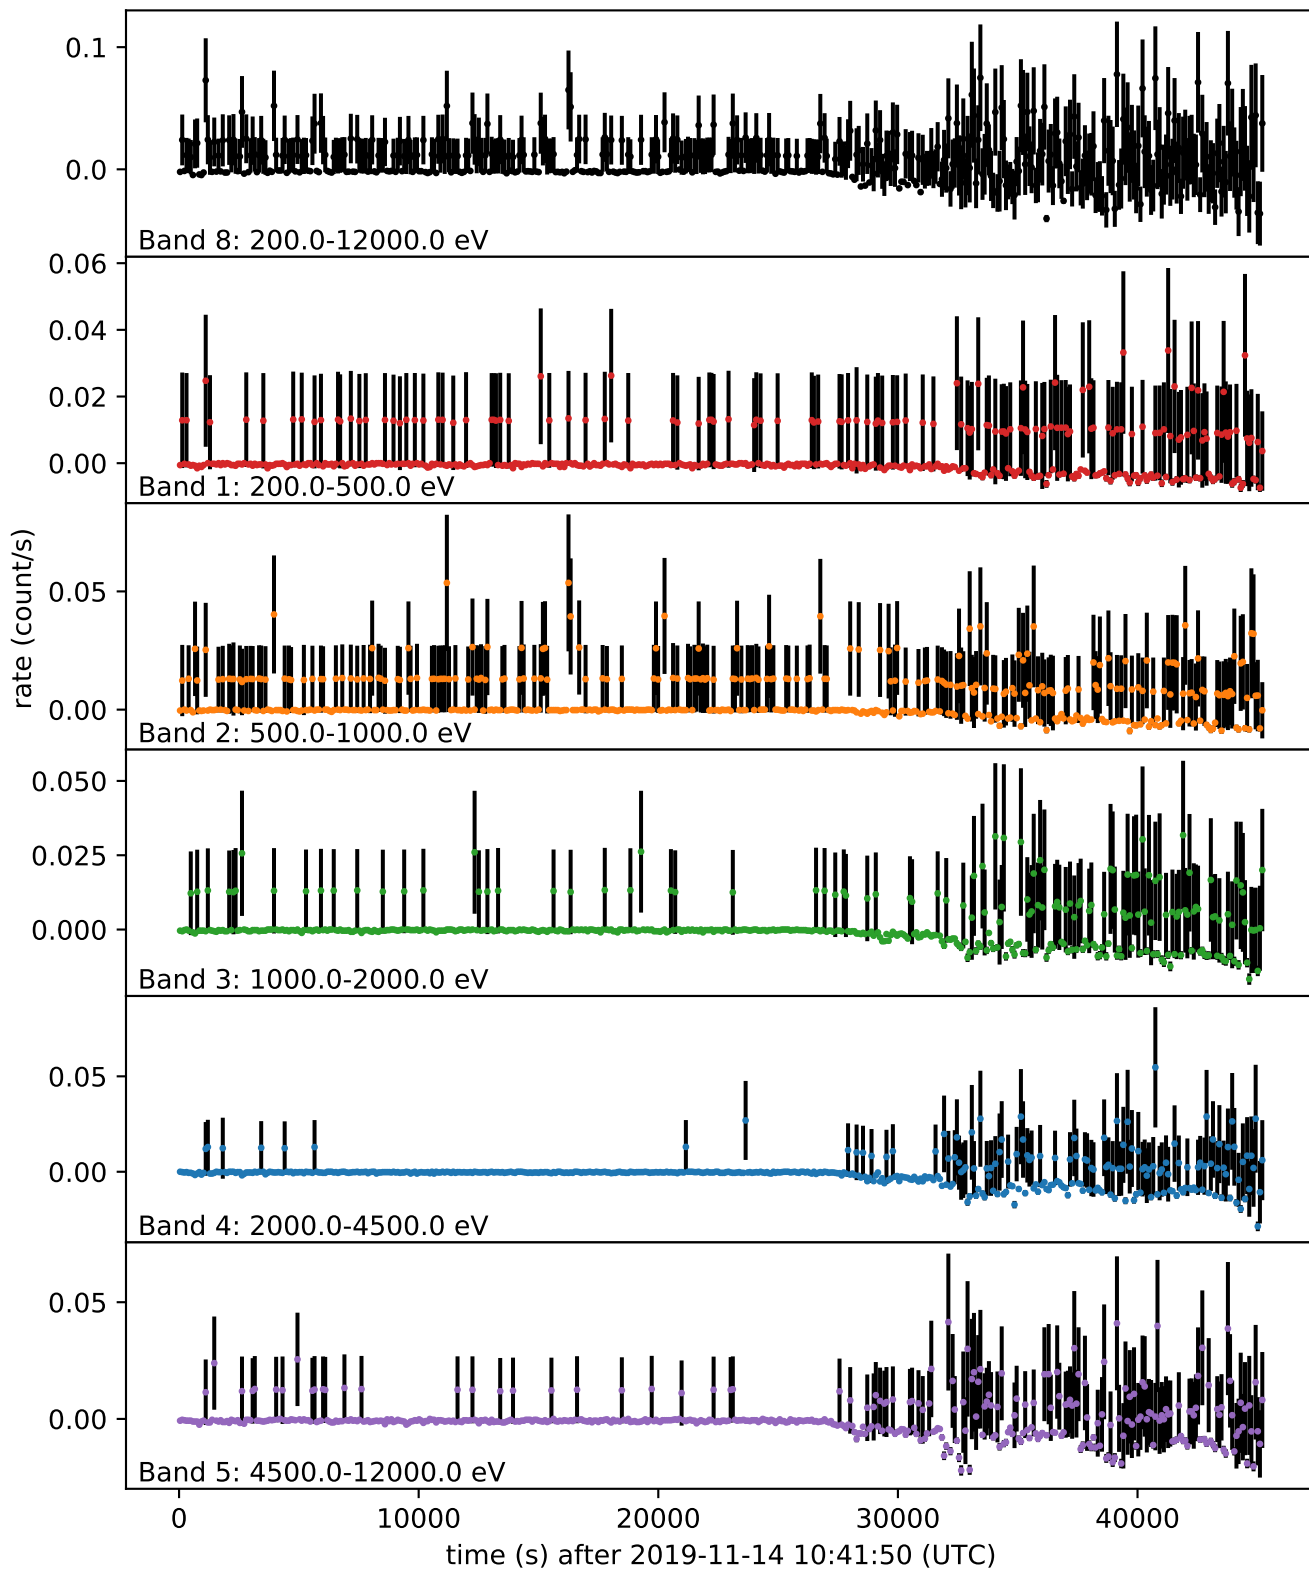 0.1
0.0
Band 8: 200.0-12000.0 eV
0.06
0.04
0.02
0.00
Band 1: 200.0-500.0 eV
rate (count/s)
0.05
0.00
Band 2: 500.0-1000.0 eV
0.050
0.025
0.000
Band 3: 1000.0-2000.0 eV
0.05
0.00
Band 4: 2000.0-4500.0 eV
0.05
0.00
Band 5: 4500.0-12000.0 eV
0 10000 20000 30000 40000
time (s) after 2019-11-14 10:41:50 (UTC)